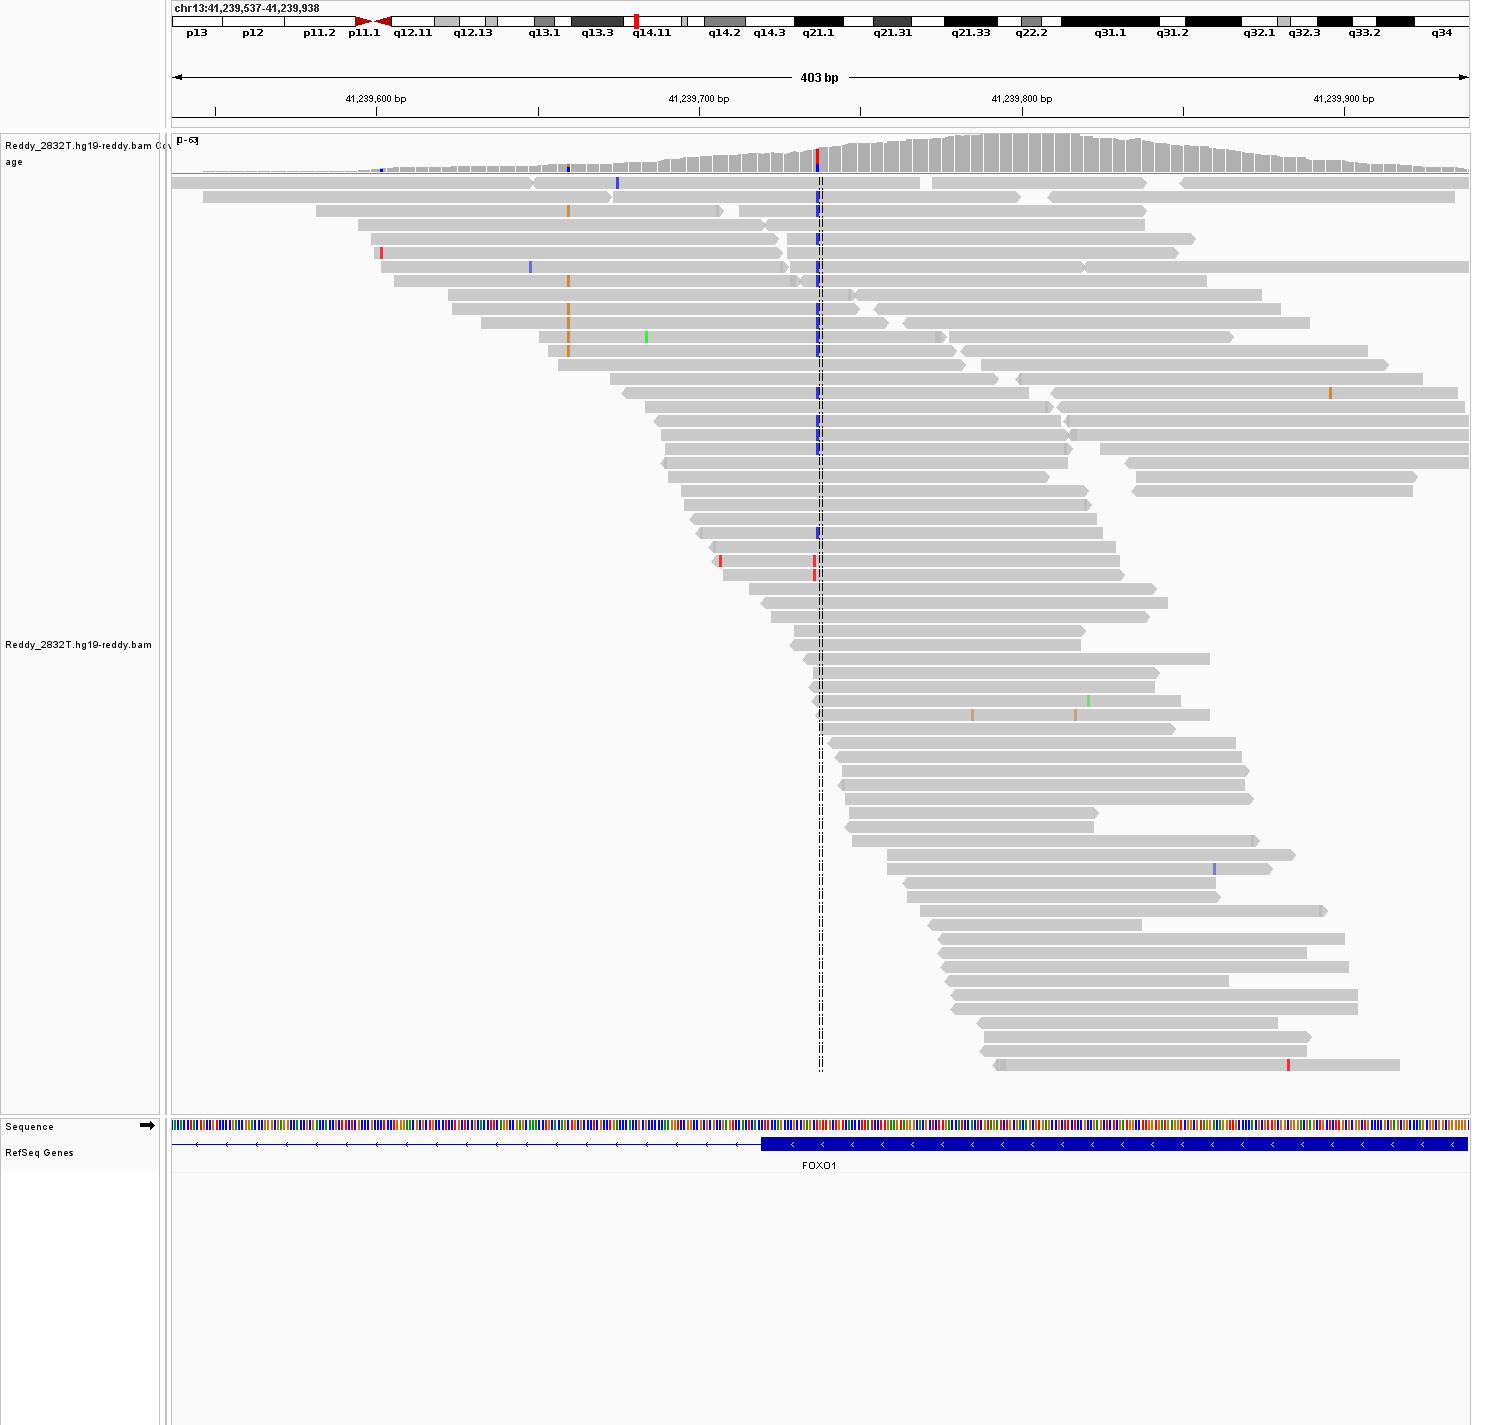 chr13:41,239,537-41,239,938
p13 p12 p11.2 p11.1 q12.11 q12.13 q13.1 q13.3 q14.11 q14.2 q14.3 q21.1 q21.31 q21.33 q22.2 q31.1 q31.2 q32.1 q32.3 q33.2 q34
403 bp
41,239,600 bp 41,239,700 bp 41,239,800 bp 41,239,900 bp
[0-63]
Reddy_2832T.hg19-reddy.bam Cov
age
Reddy_2832T.hg19-reddy.bam
Sequence
RefSeq Genes
FOXO1